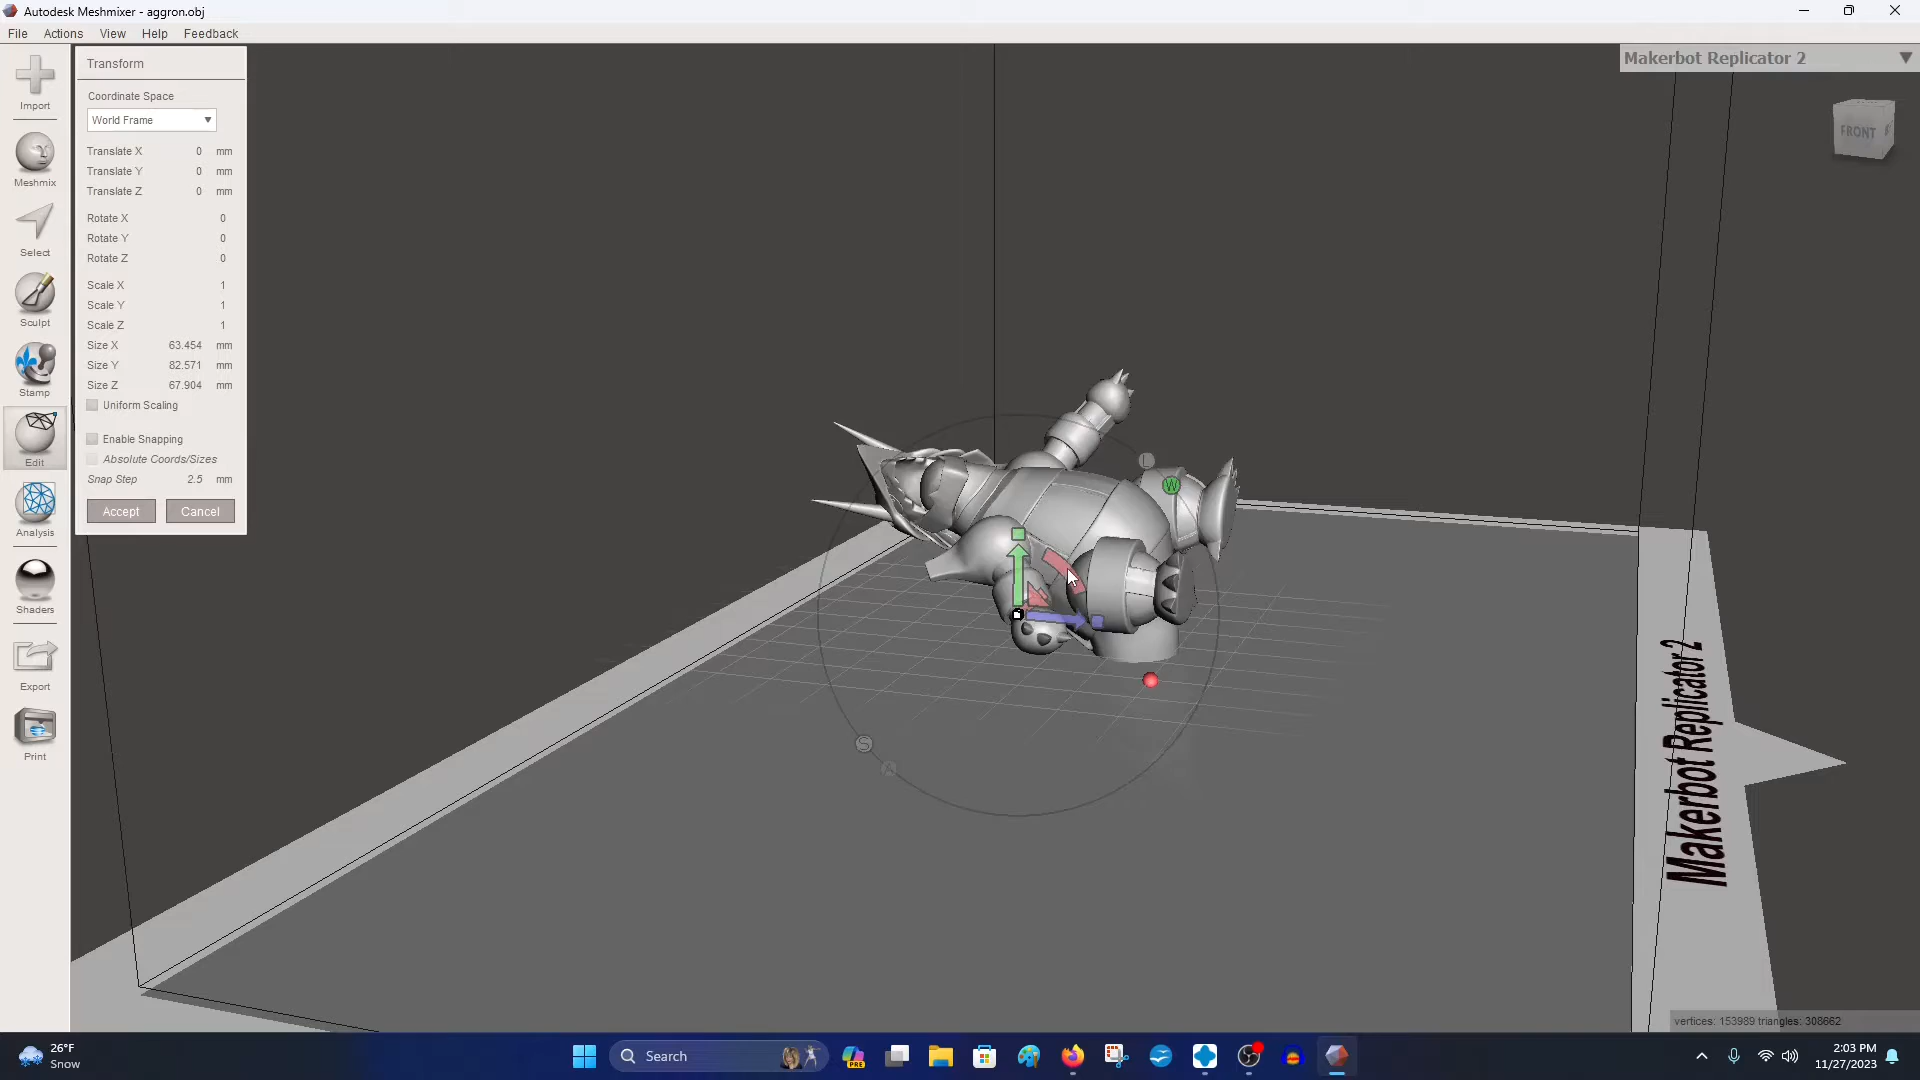 Autodesk Meshmixer - aggron.obj
File Actions View Help Feedback
Import
Meshmix
Select
Sculpt
Stamp
Edit
Analysis
Shaders
Export
Print
Transform
Coordinate Space
World Frame
Translate X 0 mm
Translate Y 0 mm
Translate Z 0 mm
Rotate X 0
Rotate Y 0
Rotate Z 0
Scale X 1
Scale Y 1
Scale Z 1
Size X 63.454 mm
Size Y 82.571 mm
Size Z 67.904 mm
Uniform Scaling
Enable Snapping
Absolute Coords/Sizes
Snap Step 2.5 mm
Accept Cancel
Makerbot Replicator 2
FRONT
L
W
S
A
Makerbot Replicator 2
vertices: 153989 triangles: 308662
26°F
Snow
Search
PRE
2:03 PM
11/27/2023